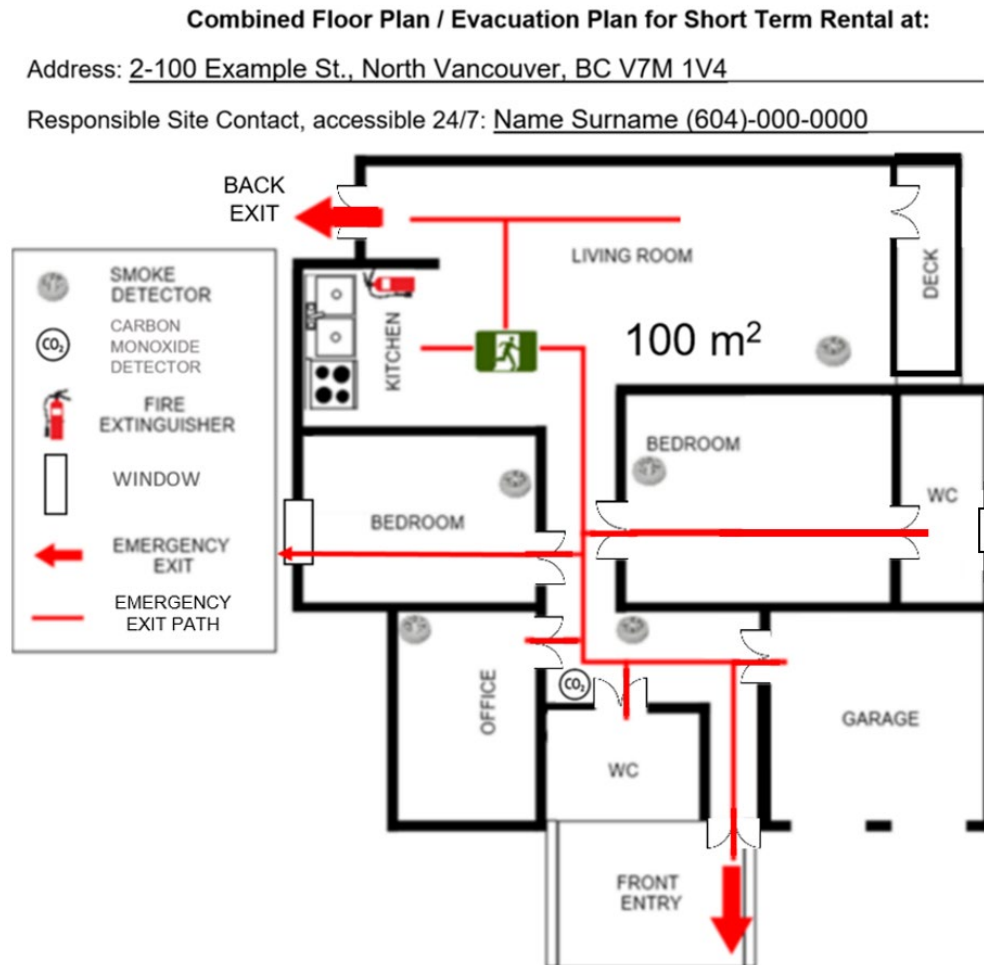 Combined Floor Plan / Evacuation Plan for Short Term Rental at:
Address: 2-100 Example St., North Vancouver, BC V7M 1V4
Responsible Site Contact, accessible 24/7: Name Surname (604)-000-0000
BACK
EXIT
LIVING ROOM
DECK
SMOKE
DETECTOR
CO₂
CARBON
MONOXIDE
DETECTOR
FIRE
EXTINGUISHER
WINDOW
EMERGENCY
EXIT
EMERGENCY
EXIT PATH
KITCHEN
100 m²
BEDROOM
BEDROOM
WC
OFFICE
CO₂
WC
GARAGE
FRONT
ENTRY